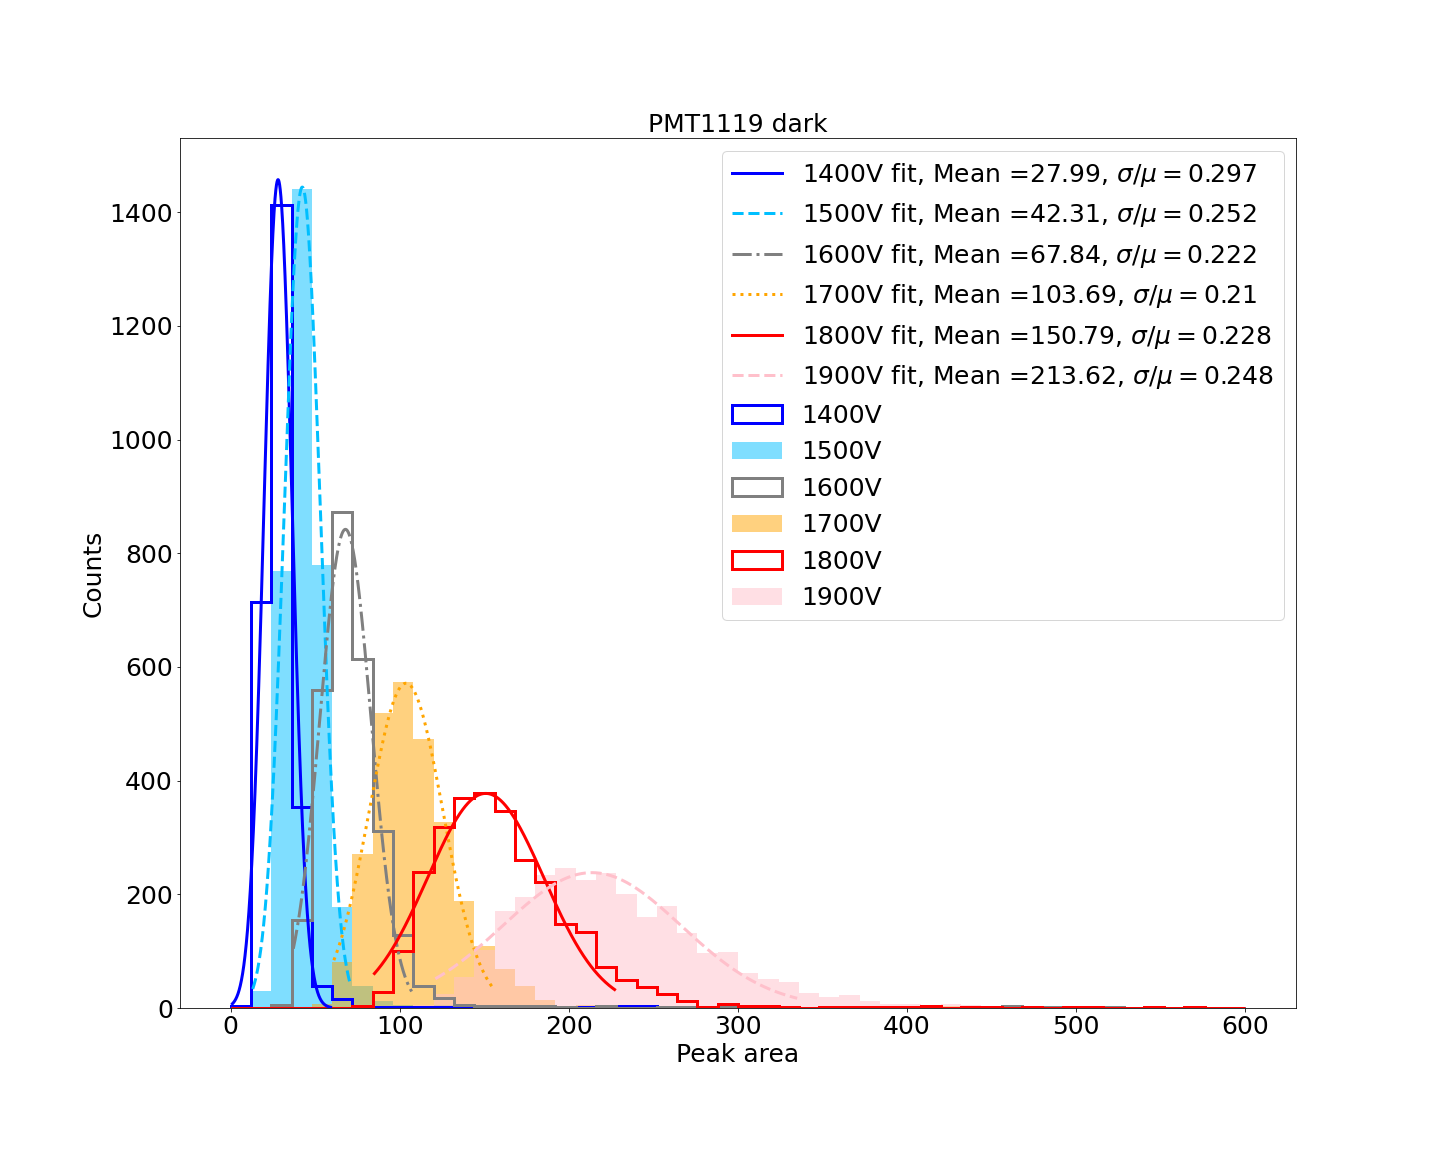 PMT1119 dark
1400V fit, Mean =27.99, σ/μ = 0.297
1500V fit, Mean =42.31, σ/μ = 0.252
1600V fit, Mean =67.84, σ/μ = 0.222
1700V fit, Mean =103.69, σ/μ = 0.21
1800V fit, Mean =150.79, σ/μ = 0.228
1900V fit, Mean =213.62, σ/μ = 0.248
1400V
1500V
1600V
1700V
1800V
1900V
Counts
1400
1200
1000
800
600
400
200
0
0 100 200 300 400 500 600
Peak area